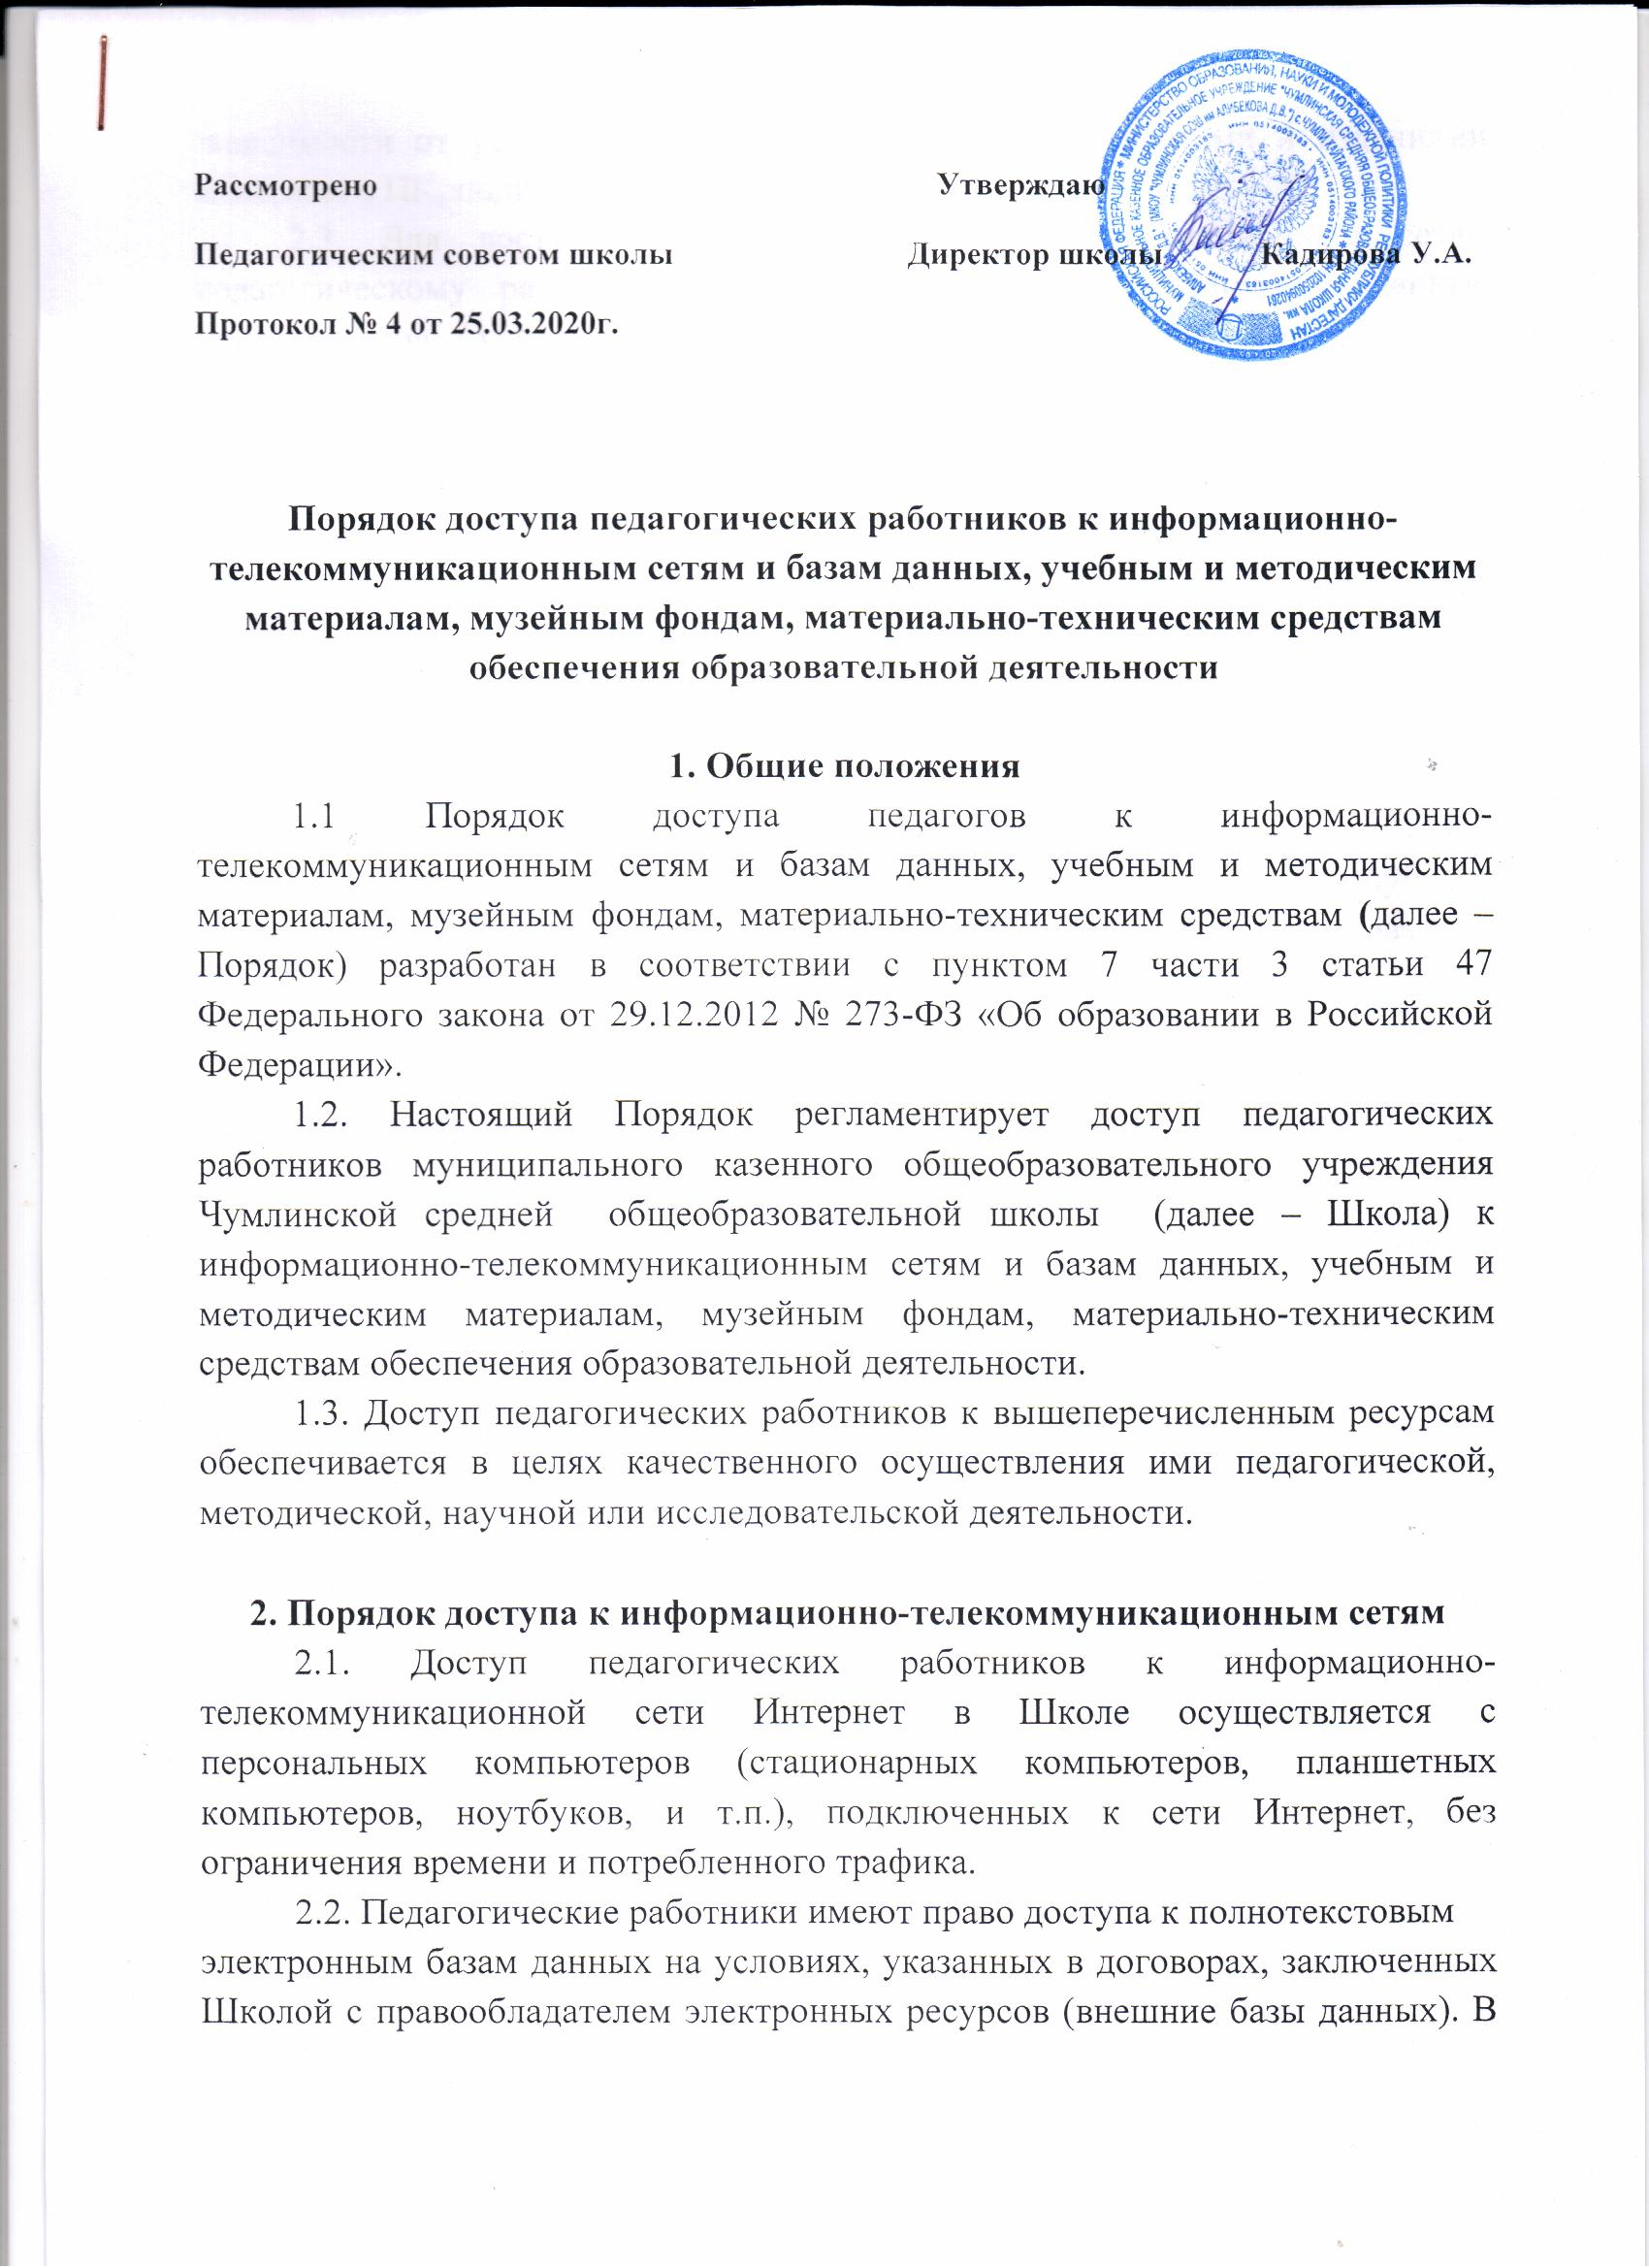 Рассмотрено Утверждаю
Педагогическим советом школы Директор школы Кадирова У.А.
Протокол № 4 от 25.03.2020г.
РОССИЙСКАЯ ФЕДЕРАЦИЯ * МИНИСТЕРСТВО ОБРАЗОВАНИЯ, НАУКИ И МОЛОДЕЖНОЙ ПОЛИТИКИ РЕСПУБЛИКИ ДАГЕСТАН
Порядок доступа педагогических работников к информационно-
телекоммуникационным сетям и базам данных, учебным и методическим
материалам, музейным фондам, материально-техническим средствам
обеспечения образовательной деятельности
1. Общие положения
1.1 Порядок доступа педагогов к информационно-
телекоммуникационным сетям и базам данных, учебным и методическим
материалам, музейным фондам, материально-техническим средствам (далее –
Порядок) разработан в соответствии с пунктом 7 части 3 статьи 47
Федерального закона от 29.12.2012 № 273-ФЗ «Об образовании в Российской
Федерации».
1.2. Настоящий Порядок регламентирует доступ педагогических
работников муниципального казенного общеобразовательного учреждения
Чумлинской средней общеобразовательной школы (далее – Школа) к
информационно-телекоммуникационным сетям и базам данных, учебным и
методическим материалам, музейным фондам, материально-техническим
средствам обеспечения образовательной деятельности.
1.3. Доступ педагогических работников к вышеперечисленным ресурсам
обеспечивается в целях качественного осуществления ими педагогической,
методической, научной или исследовательской деятельности.
2. Порядок доступа к информационно-телекоммуникационным сетям
2.1. Доступ педагогических работников к информационно-
телекоммуникационной сети Интернет в Школе осуществляется с
персональных компьютеров (стационарных компьютеров, планшетных
компьютеров, ноутбуков, и т.п.), подключенных к сети Интернет, без
ограничения времени и потребленного трафика.
2.2. Педагогические работники имеют право доступа к полнотекстовым
электронным базам данных на условиях, указанных в договорах, заключенных
Школой с правообладателем электронных ресурсов (внешние базы данных). В